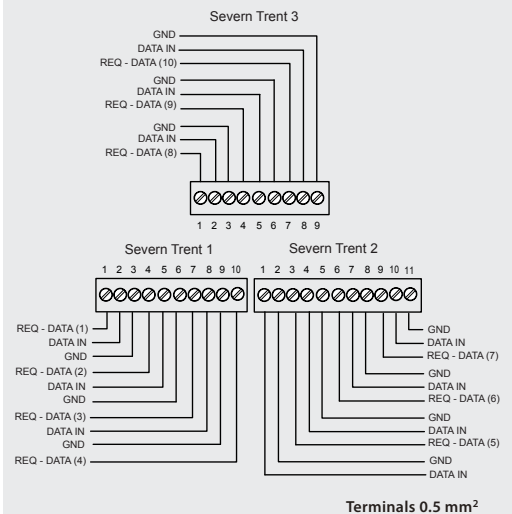 Severn Trent 3
GND
DATA IN
REQ - DATA (10)
GND
DATA IN
REQ - DATA (9)
GND
DATA IN
REQ - DATA (8)
1 2 3 4 5 6 7 8 9
Severn Trent 1
1 2 3 4 5 6 7 8 9 10
REQ - DATA (1)
DATA IN
GND
REQ - DATA (2)
DATA IN
GND
REQ - DATA (3)
DATA IN
GND
REQ - DATA (4)
Severn Trent 2
1 2 3 4 5 6 7 8 9 10 11
GND
DATA IN
REQ - DATA (7)
GND
DATA IN
REQ - DATA (6)
GND
DATA IN
REQ - DATA (5)
GND
DATA IN
Terminals 0.5 mm²